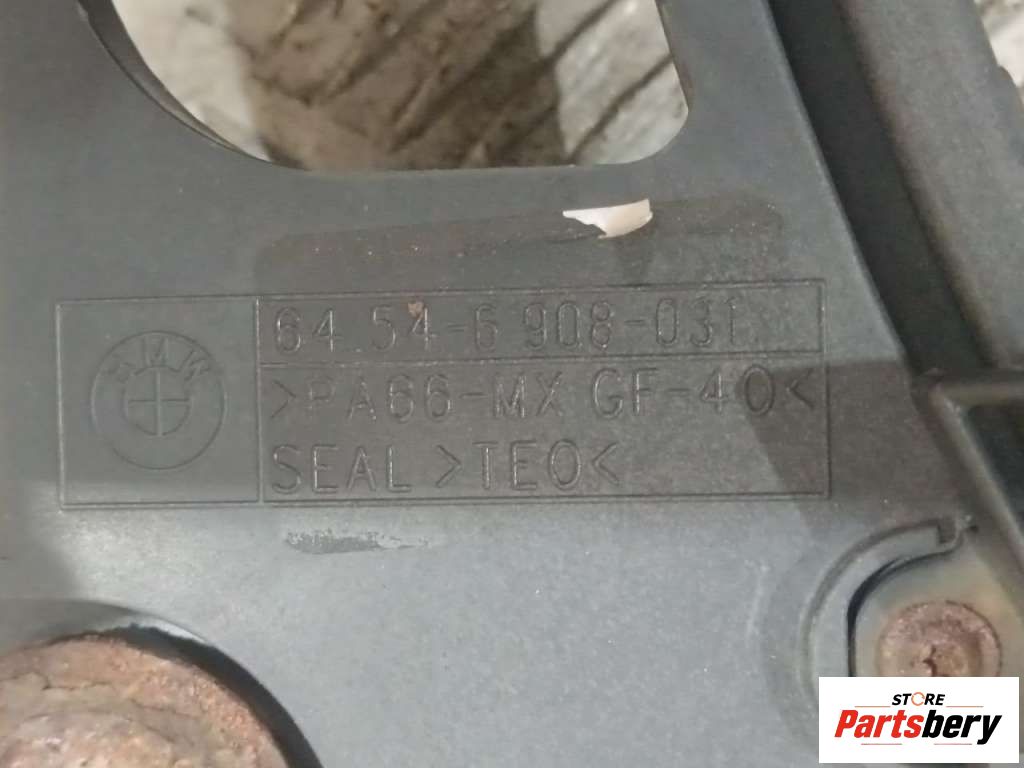 BMW
64.54-6 908-031
>PA66-MX GF-40<
SEAL >TEO<
STORE
Partsbery